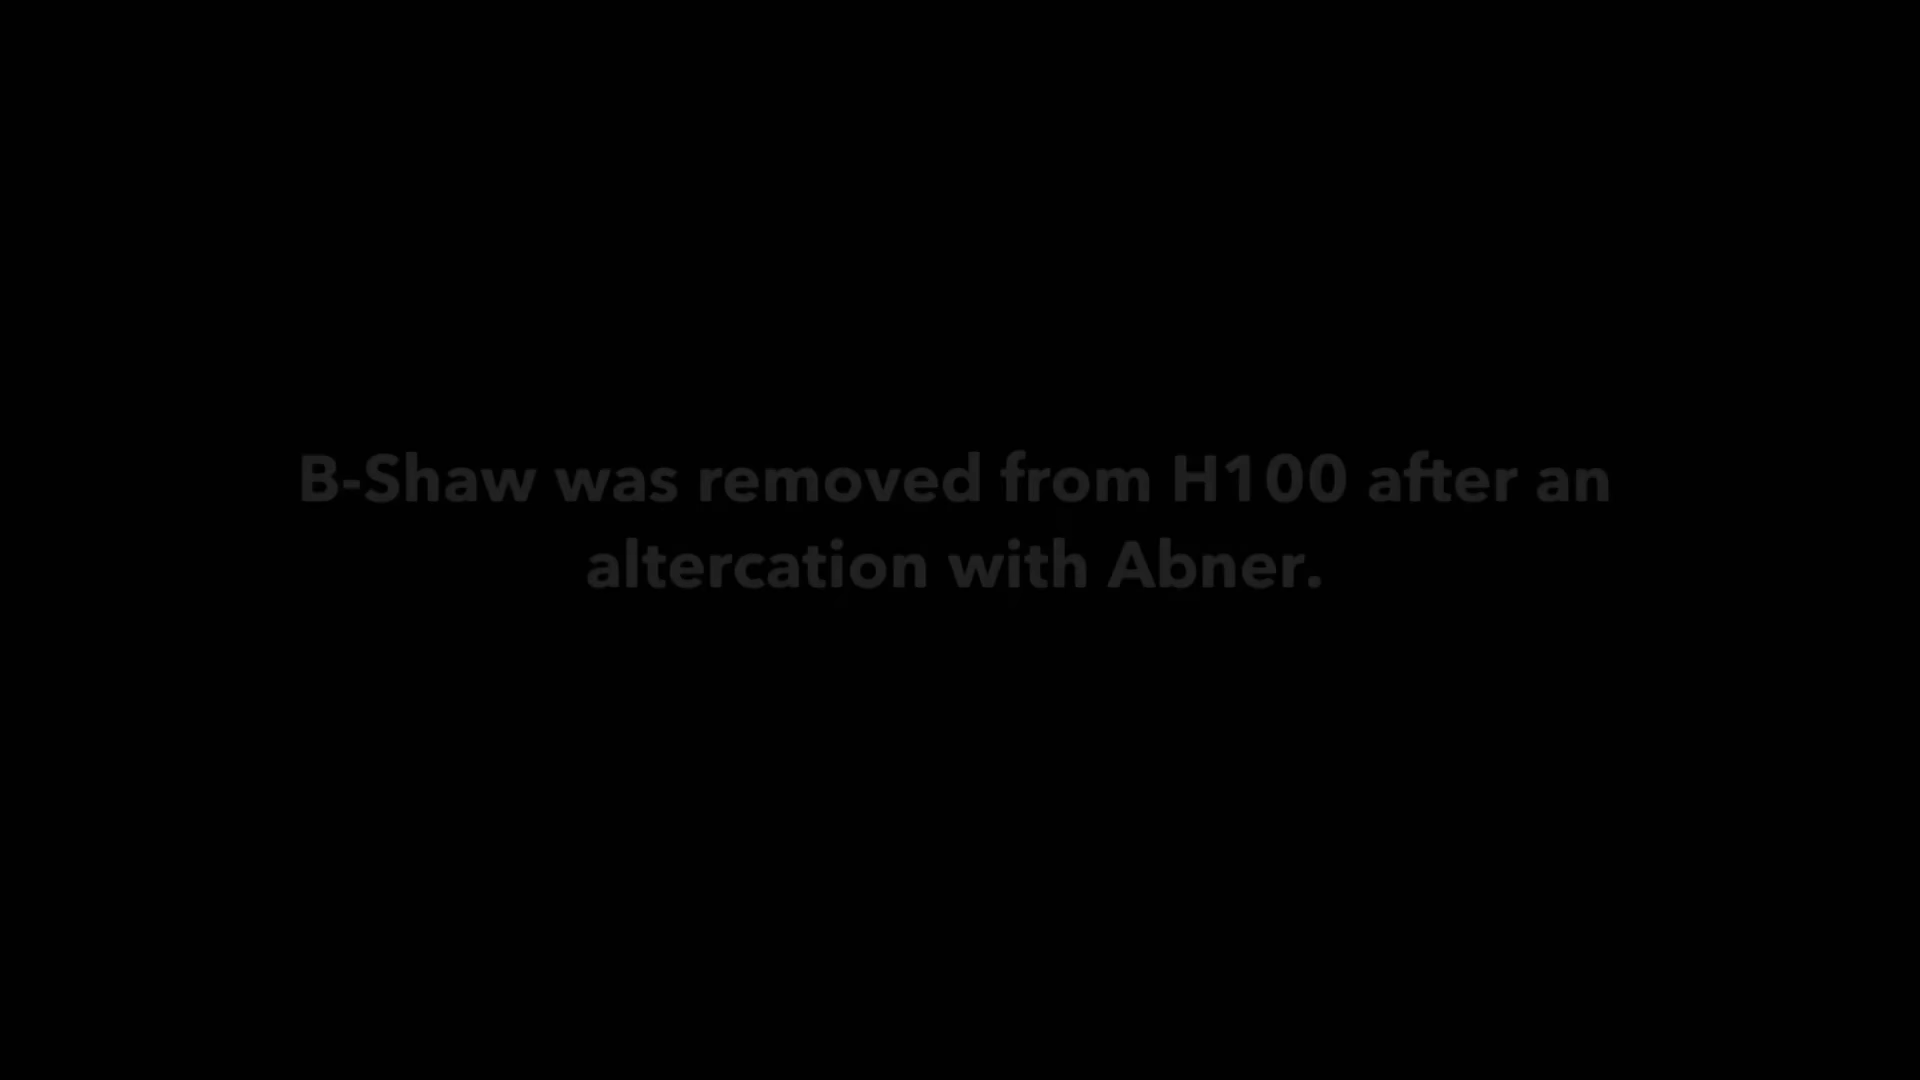 B-Shaw was removed from H100 after an
altercation with Abner.